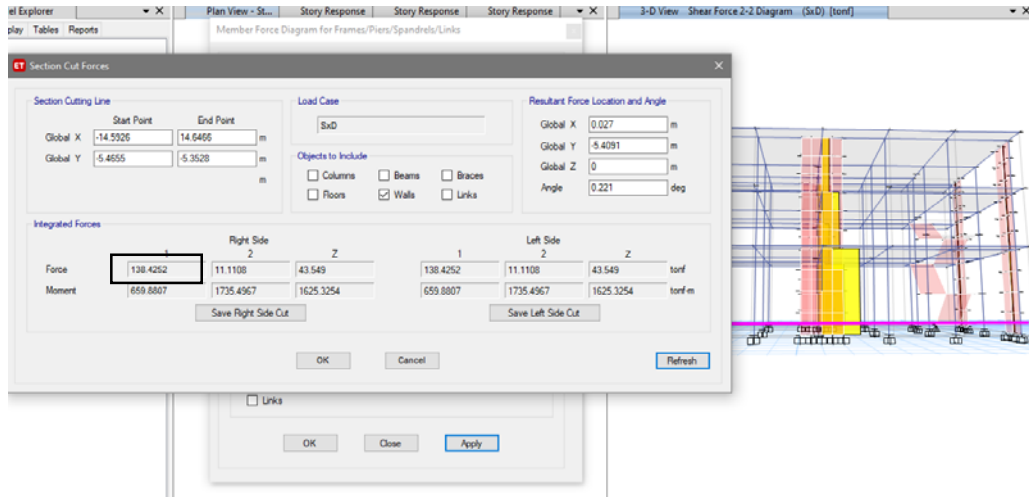 el Explorer
Plan View - St... Story Response Story Response Story Response
3-D View Shear Force 2-2 Diagram (SxD) [tonf]
play Tables Reports
Member Force Diagram for Frames/Piers/Spandrels/Links
ET Section Cut Forces
Section Cutting Line
Start Point End Point
Global X -14.5926 14.6466 m
Global Y -5.4655 -5.3528 m
m
Load Case
SxD
Objects to Include
Columns Beams Braces
Floors Walls Links
Resultant Force Location and Angle
Global X 0.027 m
Global Y -5.4091 m
Global Z 0 m
Angle 0.221 deg
Integrated Forces
Right Side Left Side
1 2 Z 1 2 Z
Force 138.4252 11.1108 43.549 138.4252 11.1108 43.549 tonf
Moment 659.8807 1735.4967 1625.3254 659.8807 1735.4967 1625.3254 tonf-m
Save Right Side Cut Save Left Side Cut
OK Cancel Refresh
Links
OK Close Apply